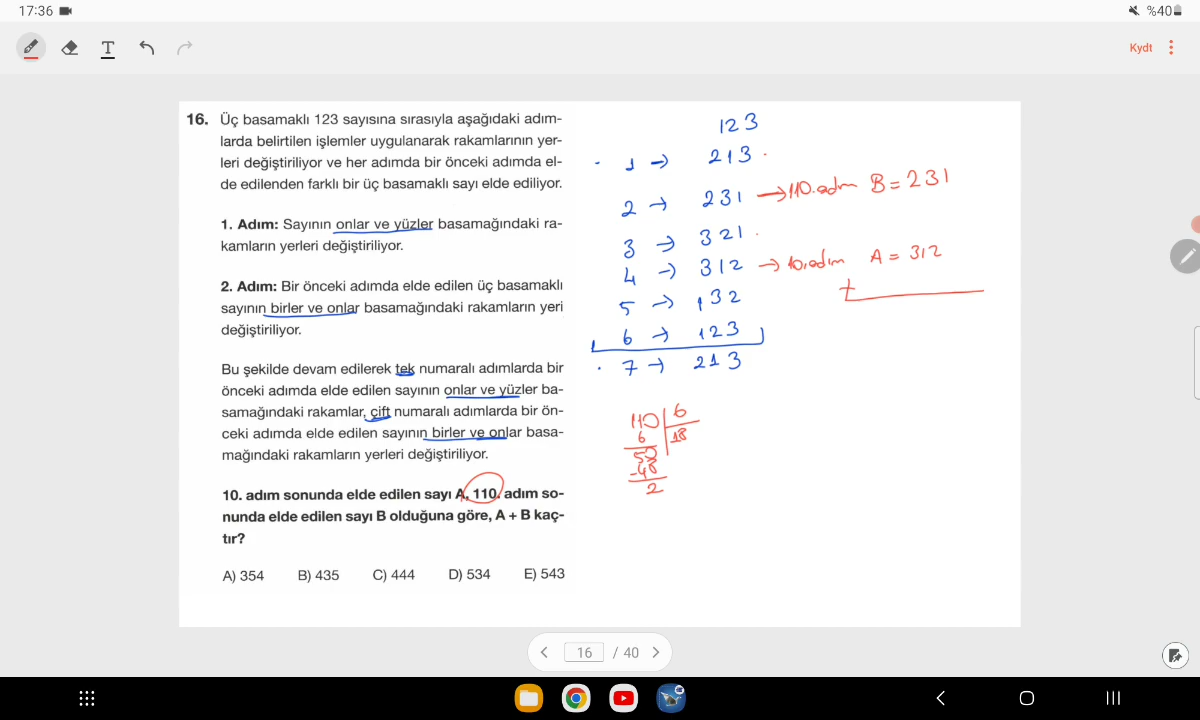 17:36
%40
T
Kydt
16. Üç basamaklı 123 sayısına sırasıyla aşağıdaki adım-
larda belirtilen işlemler uygulanarak rakamlarının yer-
leri değiştiriliyor ve her adımda bir önceki adımda el-
de edilenden farklı bir üç basamaklı sayı elde ediliyor.
1. Adım: Sayının onlar ve yüzler basamağındaki ra-
kamların yerleri değiştiriliyor.
2. Adım: Bir önceki adımda elde edilen üç basamaklı
sayının birler ve onlar basamağındaki rakamların yeri
değiştiriliyor.
Bu şekilde devam edilerek tek numaralı adımlarda bir
önceki adımda elde edilen sayının onlar ve yüzler ba-
samağındaki rakamlar, çift numaralı adımlarda bir ön-
ceki adımda elde edilen sayının birler ve onlar basa-
mağındaki rakamların yerleri değiştiriliyor.
10. adım sonunda elde edilen sayı A, 110. adım so-
nunda elde edilen sayı B olduğuna göre, A + B kaç-
tır?
A) 354 B) 435 C) 444 D) 534 E) 543
123
1 → 213
2 → 231 → 110. adım B = 231
3 → 321
4 → 312 → 10. adım A = 312
+
5 → 132
6 → 123
7 → 213
110 6
6 18
50
-48
2
16 / 40